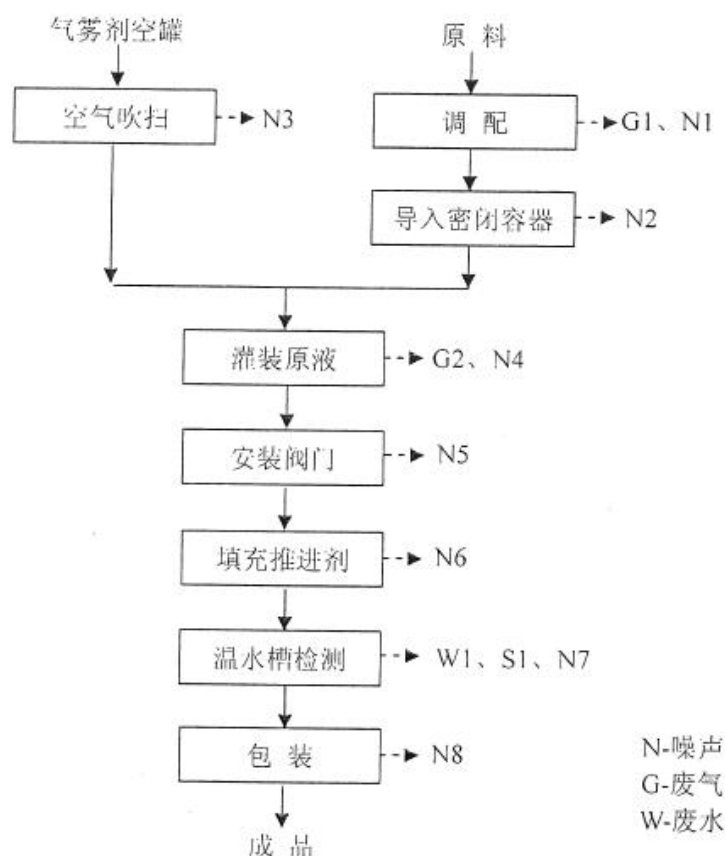 气雾剂空罐
原 料
空气吹扫
N3
调 配
G1、N1
导入密闭容器
N2
灌装原液
G2、N4
安装阀门
N5
填充推进剂
N6
温水槽检测
W1、S1、N7
包 装
N8
成 品
N-噪声
G-废气
W-废水